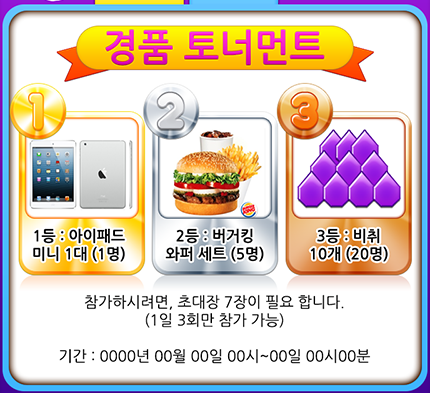 경품 토너먼트
1
2
3
1등 : 아이패드
미니 1대 (1명)
2등 : 버거킹
와퍼 세트 (5명)
3등 : 비취
10개 (20명)
참가하시려면, 초대장 7장이 필요 합니다.
(1일 3회만 참가 가능)
기간 : 0000년 00월 00일 00시~00일 00시00분